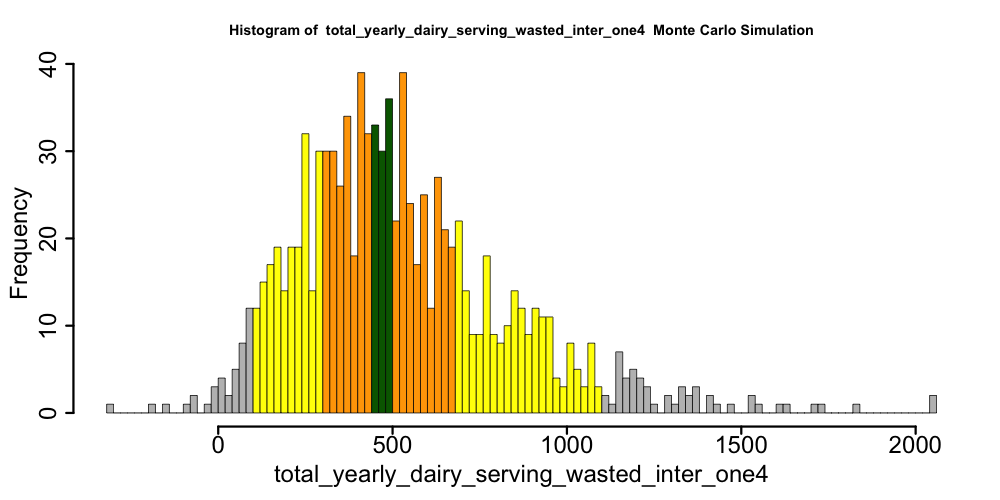 Histogram of total_yearly_dairy_serving_wasted_inter_one4 Monte Carlo Simulation
Frequency
40
30
20
10
0
0 500 1000 1500 2000
total_yearly_dairy_serving_wasted_inter_one4